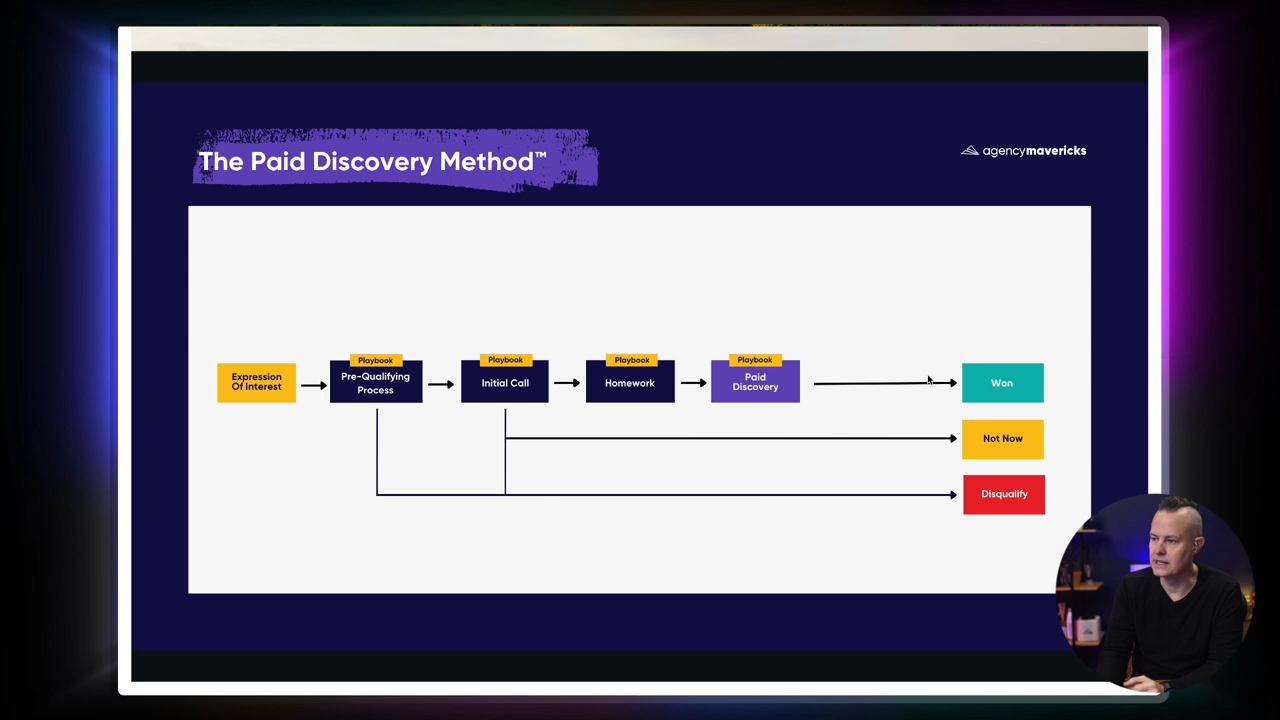 The Paid Discovery Method™
agencymavericks
Playbook
Playbook
Playbook
Playbook
Expression
Of Interest
Pre-Qualifying
Process
Initial Call
Homework
Paid
Discovery
Won
Not Now
Disqualify